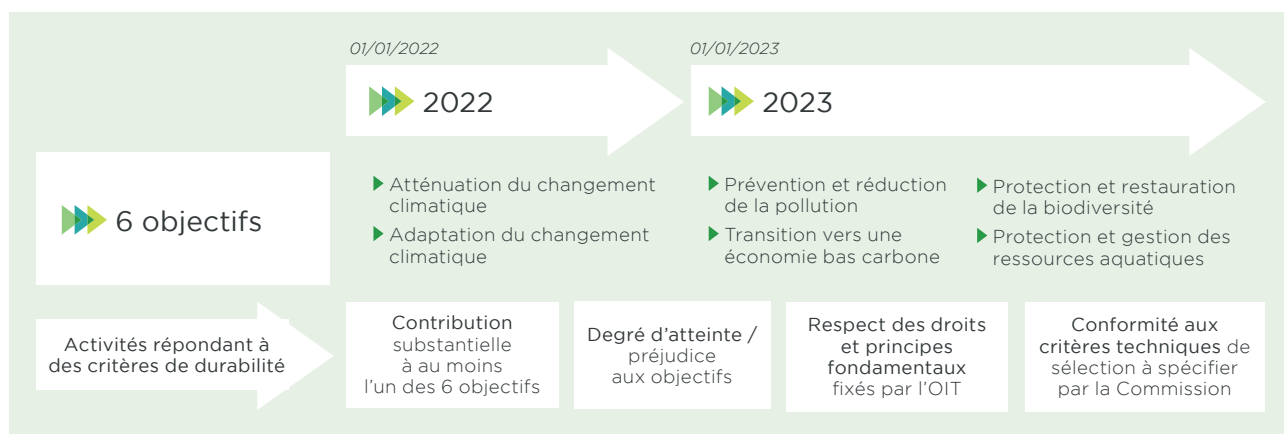 01/01/2022
01/01/2023
2022
2023
6 objectifs
Atténuation du changement
climatique
Adaptation du changement
climatique
Prévention et réduction
de la pollution
Transition vers une
économie bas carbone
Protection et restauration
de la biodiversité
Protection et gestion des
ressources aquatiques
Activités répondant à
des critères de durabilité
Contribution
substantielle
à au moins
l'un des 6 objectifs
Degré d'atteinte /
préjudice
aux objectifs
Respect des droits
et principes
fondamentaux
fixés par l'OIT
Conformité aux
critères techniques de
sélection à spécifier
par la Commission